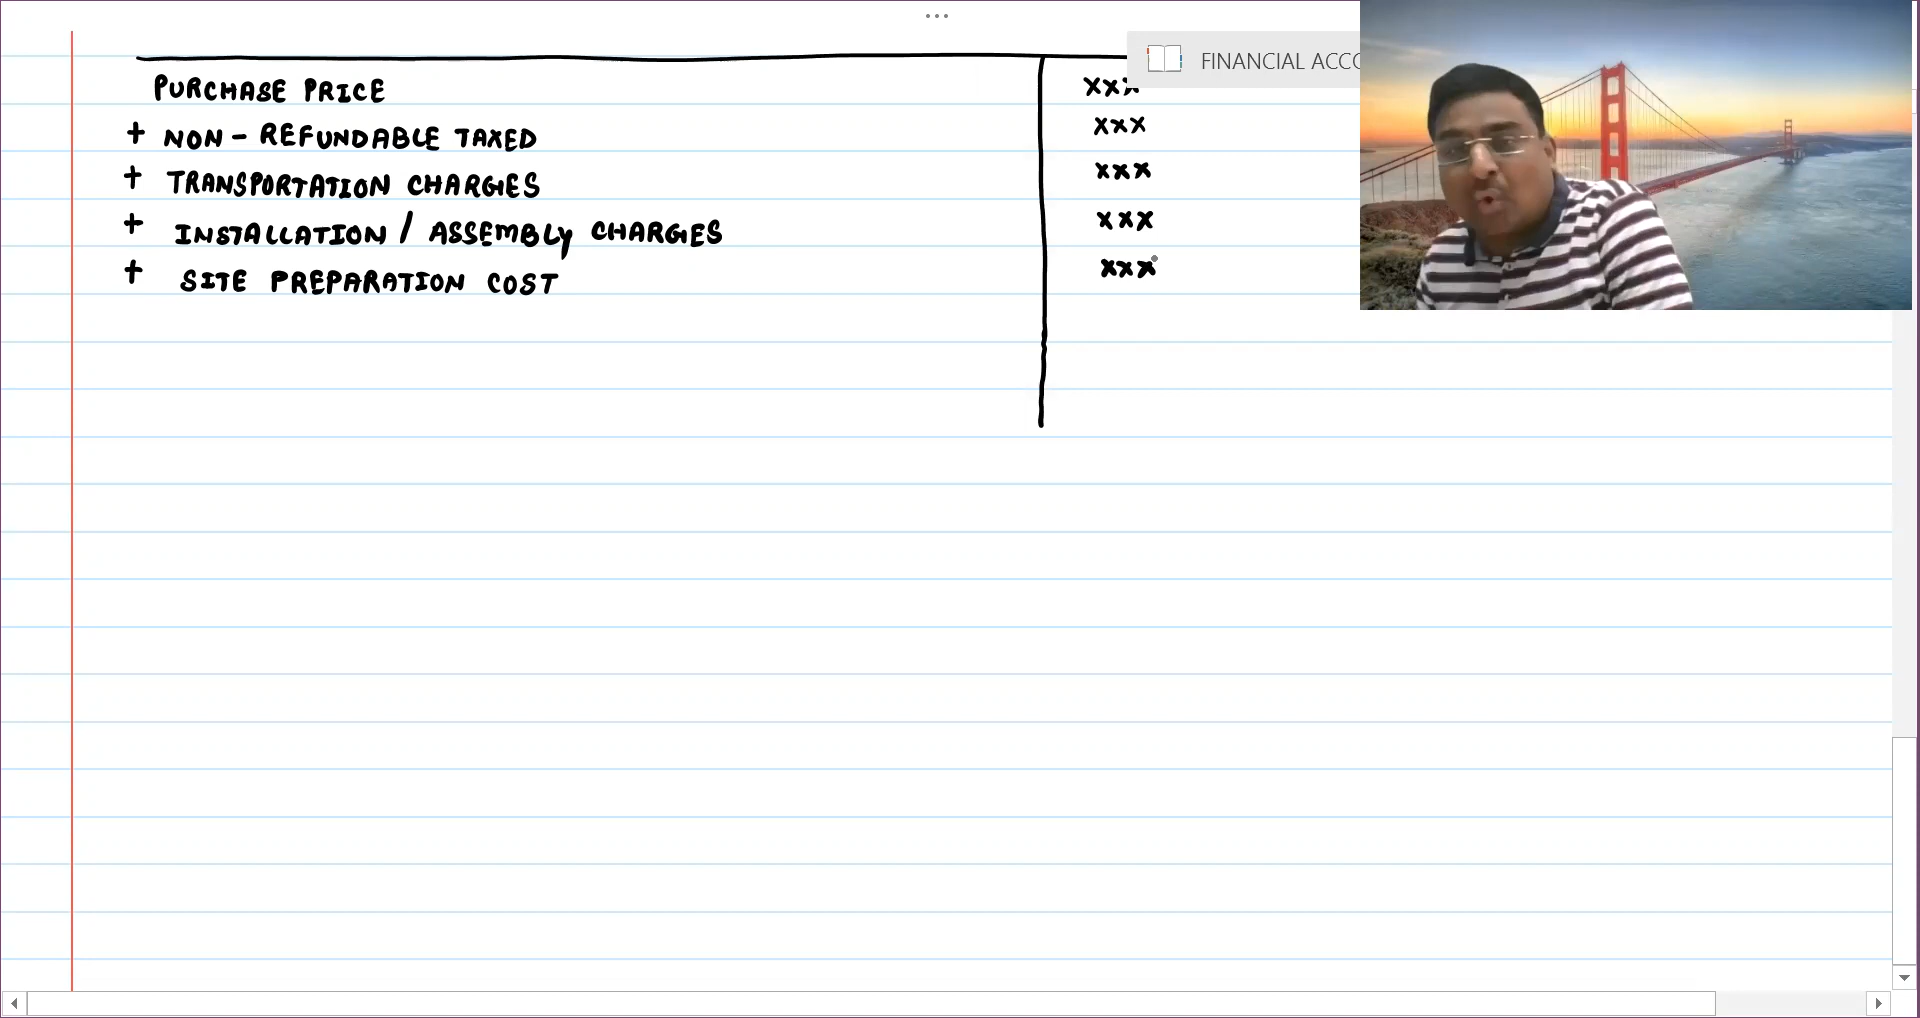 FINANCIAL ACCO
PURCHASE PRICE xxx
+ NON-REFUNDABLE TAXED xxx
+ TRANSPORTATION CHARGES xxx
+ INSTALLATION / ASSEMBLY CHARGES xxx
+ SITE PREPARATION COST xxx